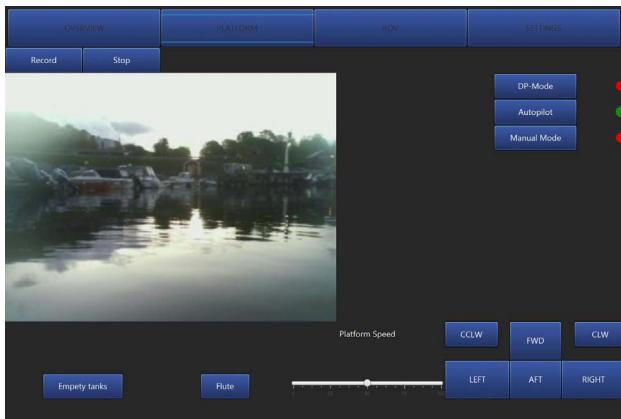 OVERVIEW PLATFORM ROV SETTINGS
Record Stop
DP-Mode
Autopilot
Manual Mode
Platform Speed CCLW FWD CLW
Empety tanks Flute LEFT AFT RIGHT